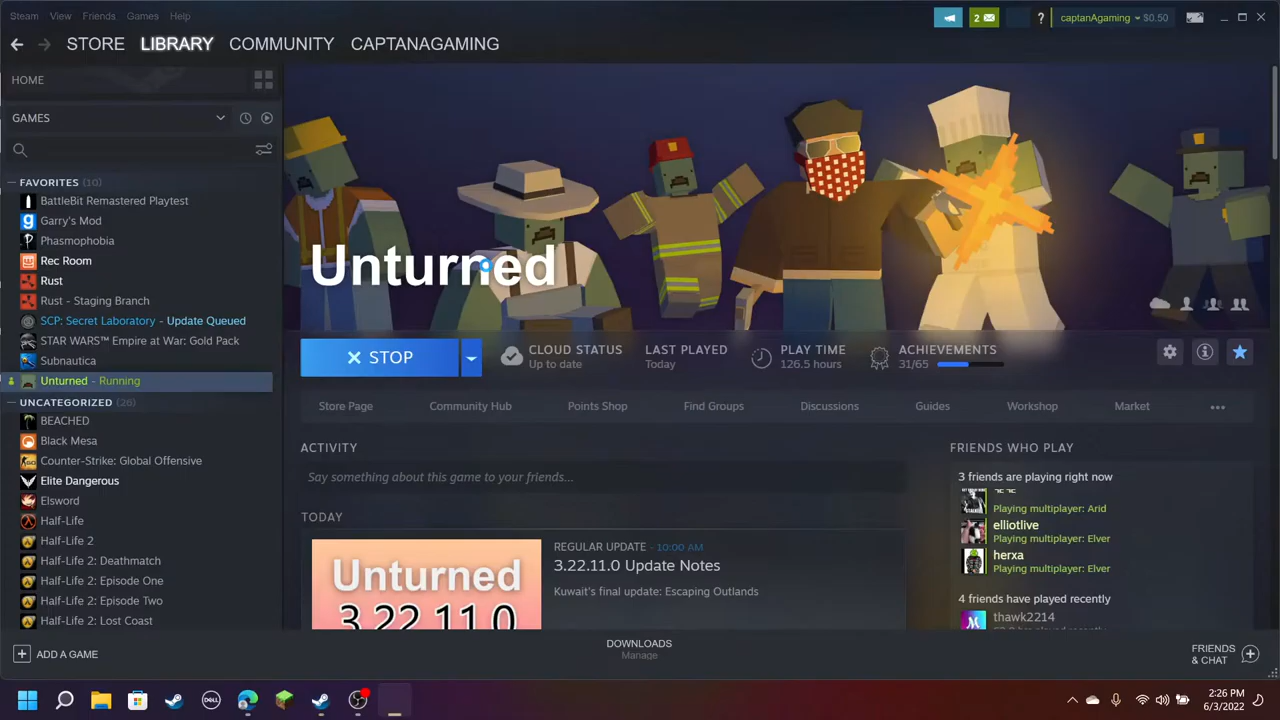 Steam View Friends Games Help
2 ? captanAgaming $0.50
STORE LIBRARY COMMUNITY CAPTANAGAMING
HOME
GAMES
FAVORITES (10)
BattleBit Remastered Playtest
Garry's Mod
Phasmophobia
Rec Room
Rust
Rust - Staging Branch
SCP: Secret Laboratory - Update Queued
STAR WARS™ Empire at War: Gold Pack
Subnautica
Unturned - Running
UNCATEGORIZED (26)
BEACHED
Black Mesa
Counter-Strike: Global Offensive
Elite Dangerous
Elsword
Half-Life
Half-Life 2
Half-Life 2: Deathmatch
Half-Life 2: Episode One
Half-Life 2: Episode Two
Half-Life 2: Lost Coast
ADD A GAME
Unturned
STOP
CLOUD STATUS
Up to date
LAST PLAYED
Today
PLAY TIME
126.5 hours
ACHIEVEMENTS
31/65
Store Page Community Hub Points Shop Find Groups Discussions Guides Workshop Market
ACTIVITY
Say something about this game to your friends...
TODAY
Unturned
3.22.11.0
REGULAR UPDATE - 10:00 AM
3.22.11.0 Update Notes
Kuwait's final update: Escaping Outlands
FRIENDS WHO PLAY
3 friends are playing right now
Playing multiplayer: Arid
elliotlive
Playing multiplayer: Elver
herxa
Playing multiplayer: Elver
4 friends have played recently
thawk2214
DOWNLOADS
Manage
FRIENDS
& CHAT
DELL
2:26 PM
6/3/2022